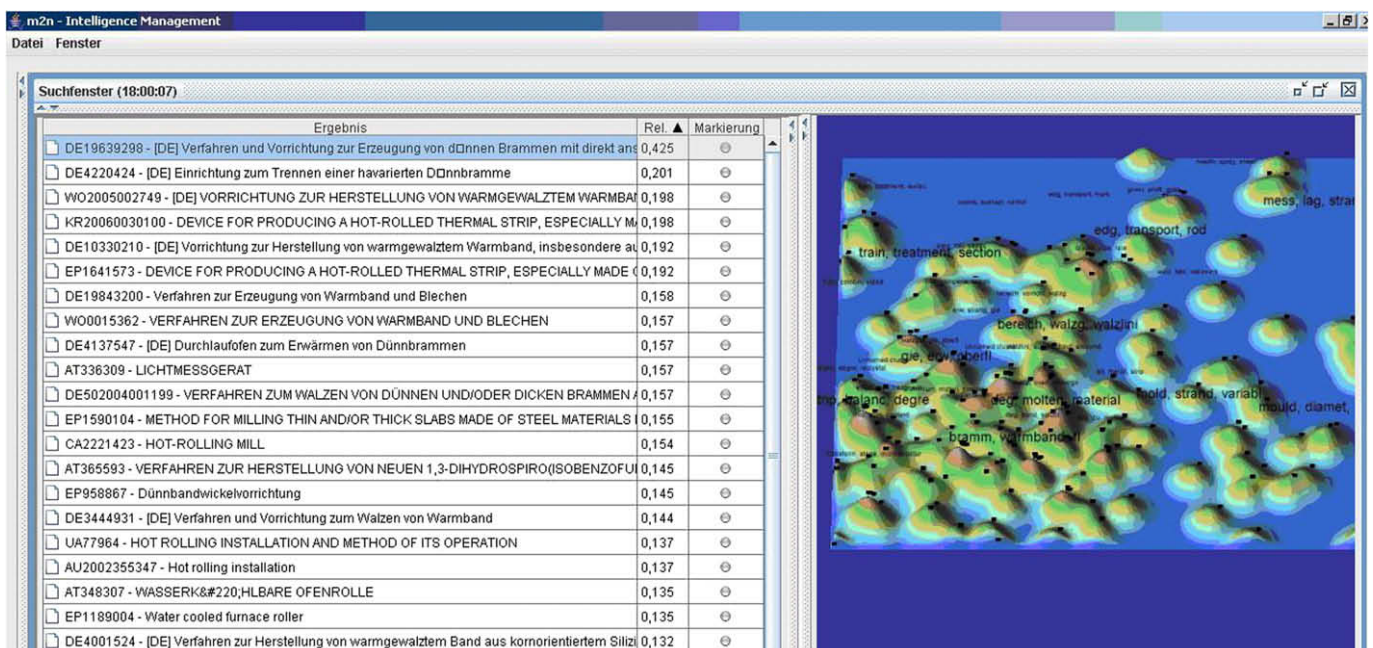 m2n - Intelligence Management
Datei Fenster
Suchfenster (18:00:07)
Ergebnis Rel. ▲ Markierung
DE19639298 - [DE] Verfahren und Vorrichtung zur Erzeugung von d□nnen Brammen mit direkt ans 0,425
DE4220424 - [DE] Einrichtung zum Trennen einer havarierten D□nnbramme 0,201
WO2005002749 - [DE] VORRICHTUNG ZUR HERSTELLUNG VON WARMGEWALZTEM WARMBAN 0,198
KR20060030100 - DEVICE FOR PRODUCING A HOT-ROLLED THERMAL STRIP, ESPECIALLY M 0,198
DE10330210 - [DE] Vorrichtung zur Herstellung von warmgewalztem Warmband, insbesondere au 0,192
EP1641573 - DEVICE FOR PRODUCING A HOT-ROLLED THERMAL STRIP, ESPECIALLY MADE 0,192
DE19843200 - Verfahren zur Erzeugung von Warmband und Blechen 0,158
WO0015362 - VERFAHREN ZUR ERZEUGUNG VON WARMBAND UND BLECHEN 0,157
DE4137547 - [DE] Durchlaufofen zum Erwärmen von Dünnbrammen 0,157
AT336309 - LICHTMESSGERAT 0,157
DE502004001199 - VERFAHREN ZUM WALZEN VON DÜNNEN UND/ODER DICKEN BRAMMEN 0,157
EP1590104 - METHOD FOR MILLING THIN AND/OR THICK SLABS MADE OF STEEL MATERIALS 0,155
CA2221423 - HOT-ROLLING MILL 0,154
AT365593 - VERFAHREN ZUR HERSTELLUNG VON NEUEN 1,3-DIHYDROSPIRO(ISOBENZOFU 0,145
EP958867 - Dünnbandwickelvorrichtung 0,145
DE3444931 - [DE] Verfahren und Vorrichtung zum Walzen von Warmband 0,144
UA77964 - HOT ROLLING INSTALLATION AND METHOD OF ITS OPERATION 0,137
AU2002355347 - Hot rolling installation 0,137
AT348307 - WASSERK&#220;HLBARE OFENROLLE 0,135
EP1189004 - Water cooled furnace roller 0,135
DE4001524 - [DE] Verfahren zur Herstellung von warmgewalztem Band aus kornorientiertem Silizi 0,132
mess, lag, stran
edg, transport, rod
train, treatment, section
bereich, walzg, walzlini
mold, strand, variabl
balanc, degre
deg, molten, material
mould, diamet,
bramm, warmband,